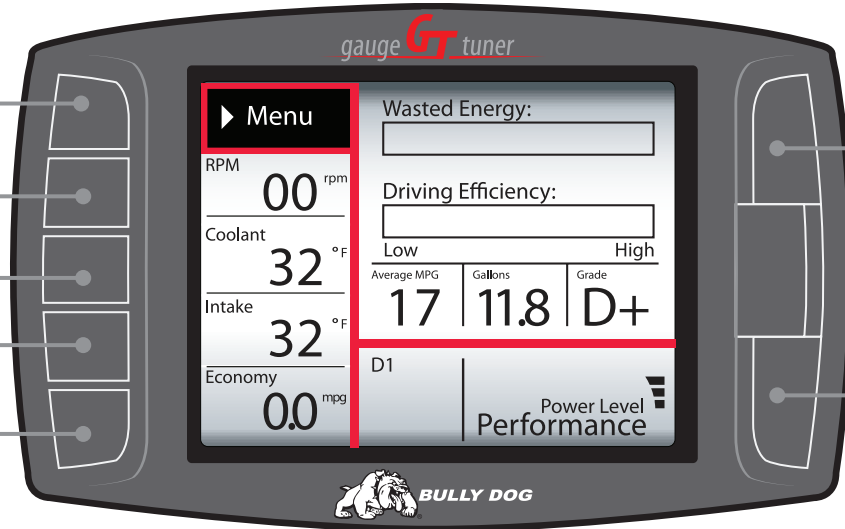 gauge GT tuner
Menu
RPM
00 rpm
Coolant
32 °F
Intake
32 °F
Economy
0.0 mpg
Wasted Energy:
Driving Efficiency:
Low High
Average MPG Gallons Grade
17 11.8 D+
D1
Power Level
Performance
BULLY DOG